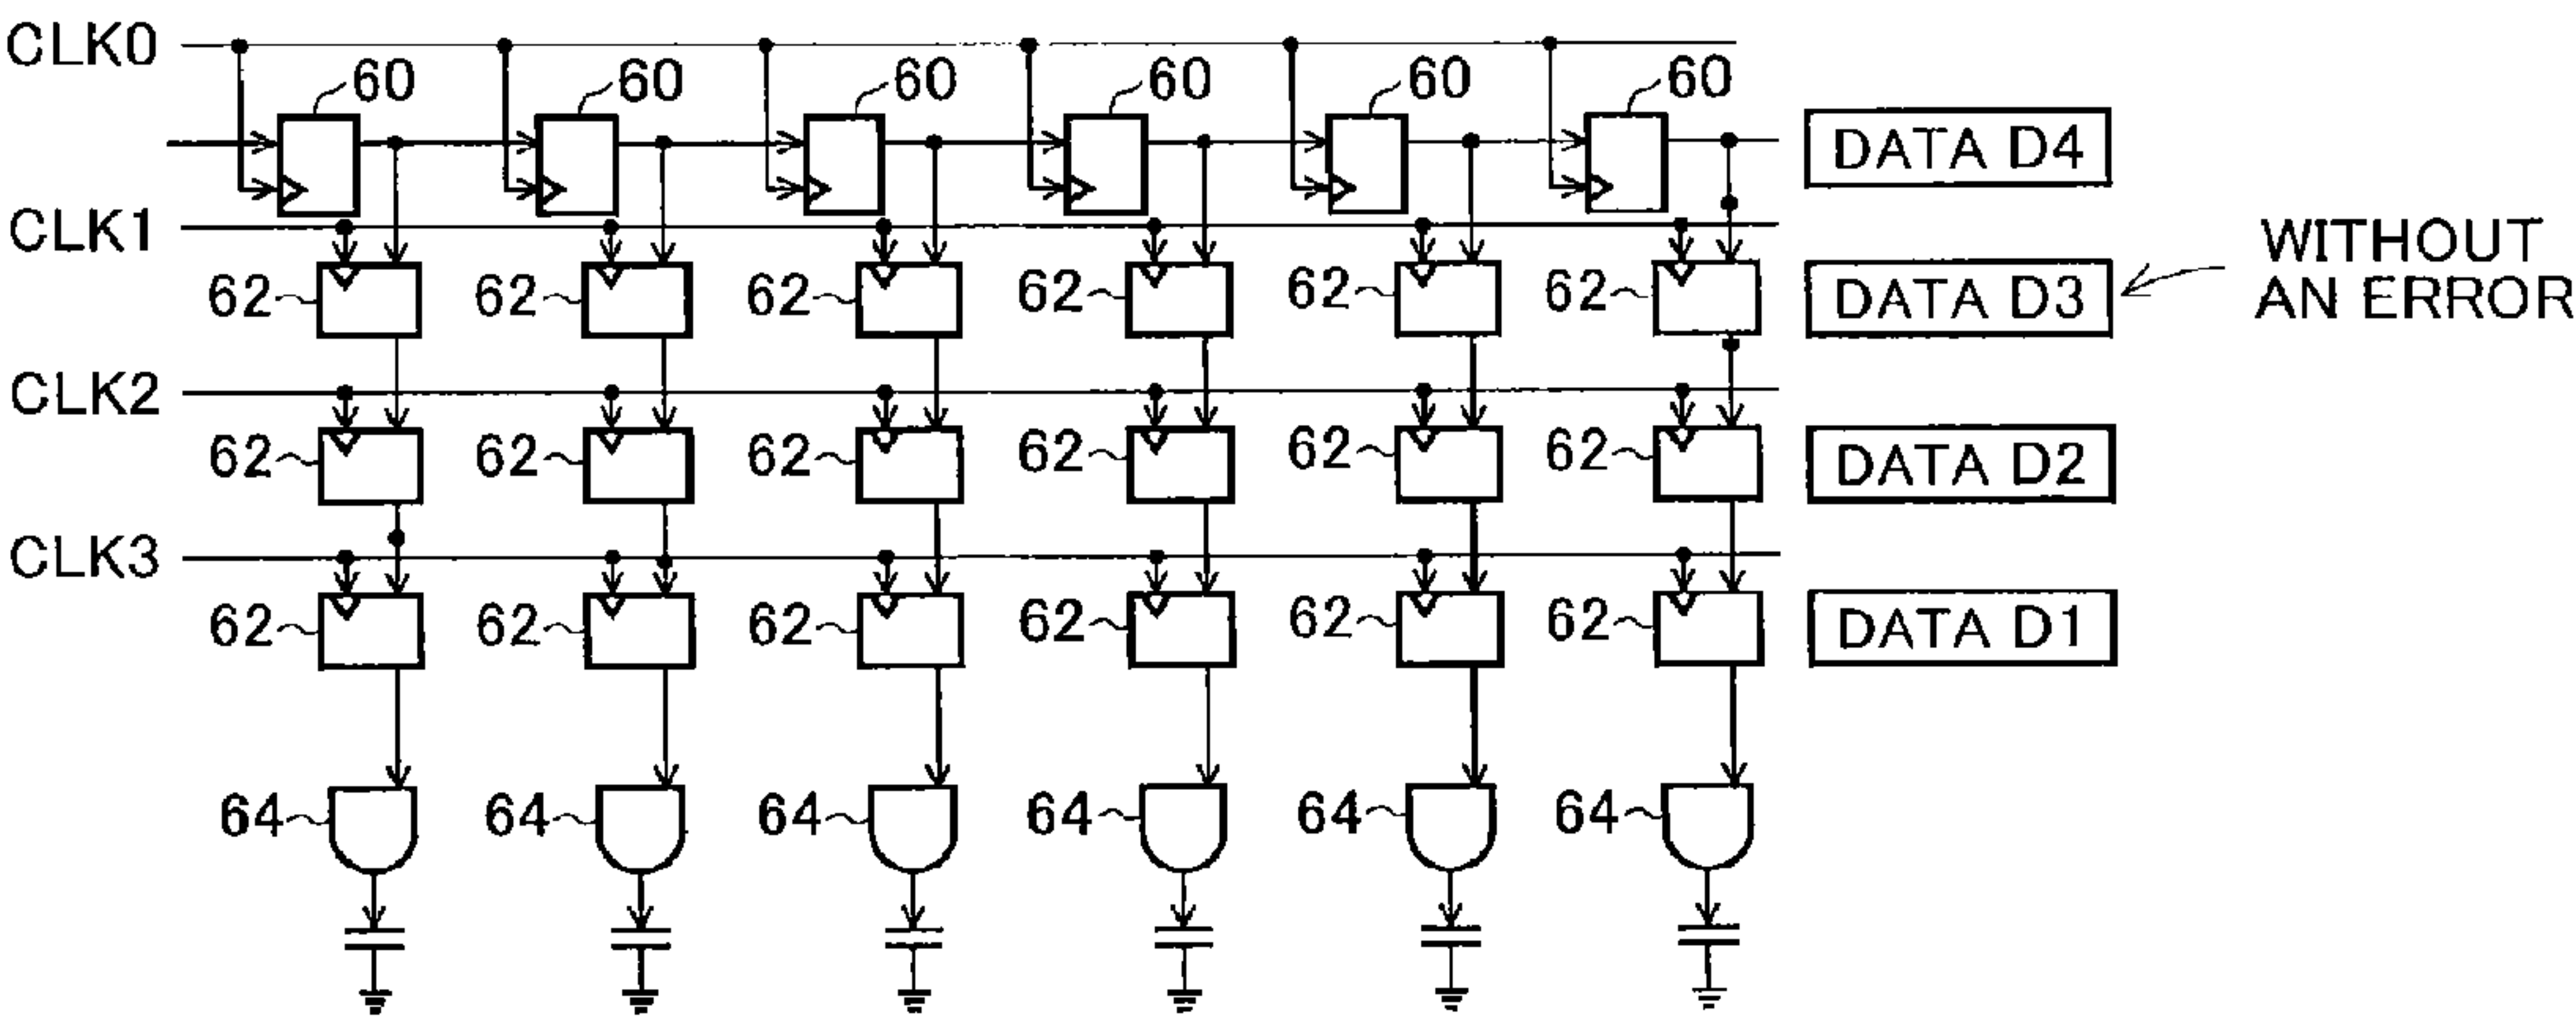 CLK0
60 60 60 60 60 60
DATA D4
CLK1
WITHOUT
AN ERROR
62 62 62 62 62 62
DATA D3
CLK2
62 62 62 62 62 62
DATA D2
CLK3
62 62 62 62 62 62
DATA D1
64 64 64 64 64 64